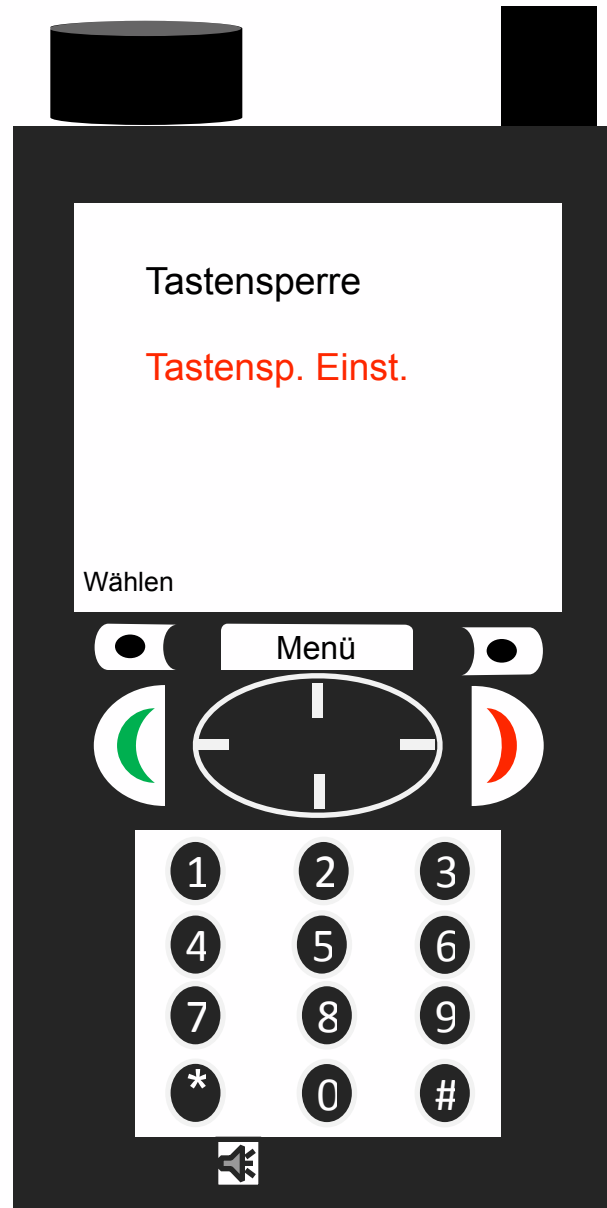 Tastensperre
Tastensp. Einst.
Wählen
Menü
1 2 3
4 5 6
7 8 9
* 0 #